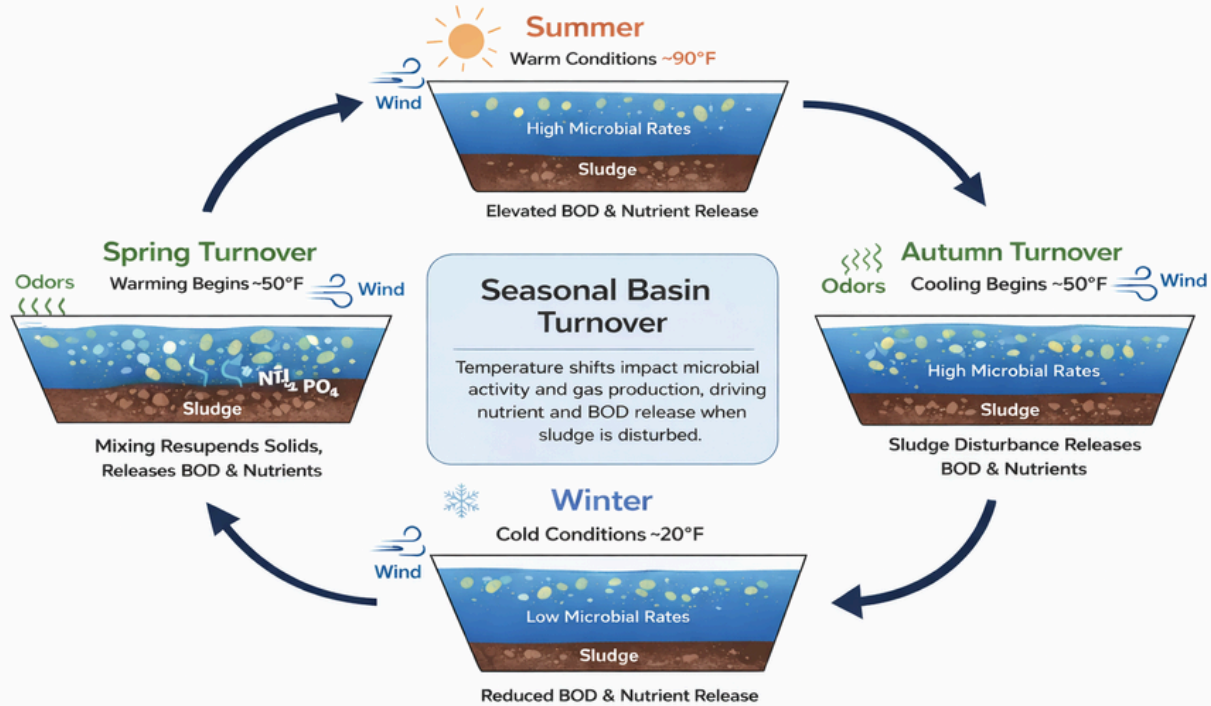 Summer
Warm Conditions ~90°F
Wind
High Microbial Rates
Sludge
Elevated BOD & Nutrient Release
Spring Turnover
Odors
Warming Begins ~50°F
Wind
PO₄
Sludge
Mixing Resupends Solids,
Releases BOD & Nutrients
Seasonal Basin
Turnover
Temperature shifts impact microbial
activity and gas production, driving
nutrient and BOD release when
sludge is disturbed.
Autumn Turnover
Odors
Cooling Begins ~50°F
Wind
High Microbial Rates
Sludge
Sludge Disturbance Releases
BOD & Nutrients
Winter
Cold Conditions ~20°F
Wind
Low Microbial Rates
Sludge
Reduced BOD & Nutrient Release